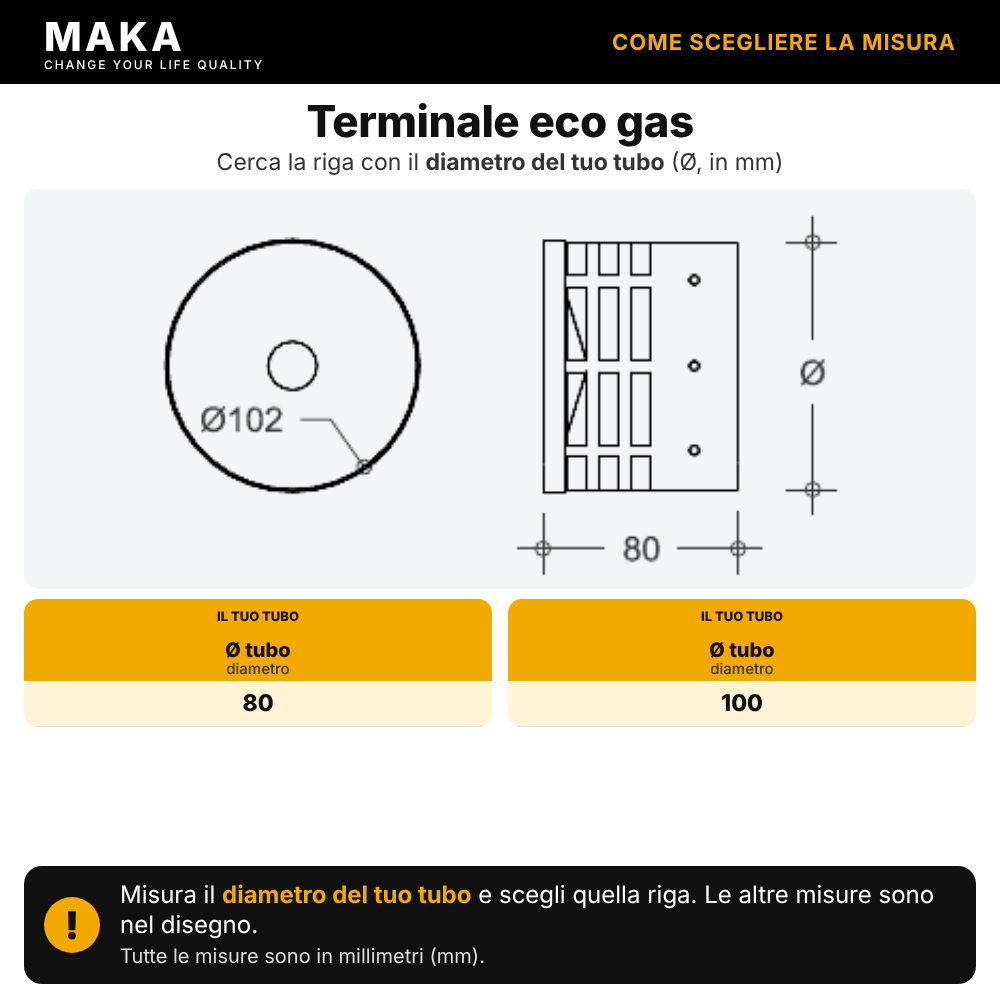 MAKA
CHANGE YOUR LIFE QUALITY
COME SCEGLIERE LA MISURA
Terminale eco gas
Cerca la riga con il diametro del tuo tubo (Ø, in mm)
Ø102
Ø
80
IL TUO TUBO
Ø tubo
diametro
80
IL TUO TUBO
Ø tubo
diametro
100
!
Misura il diametro del tuo tubo e scegli quella riga. Le altre misure sono
nel disegno.
Tutte le misure sono in millimetri (mm).